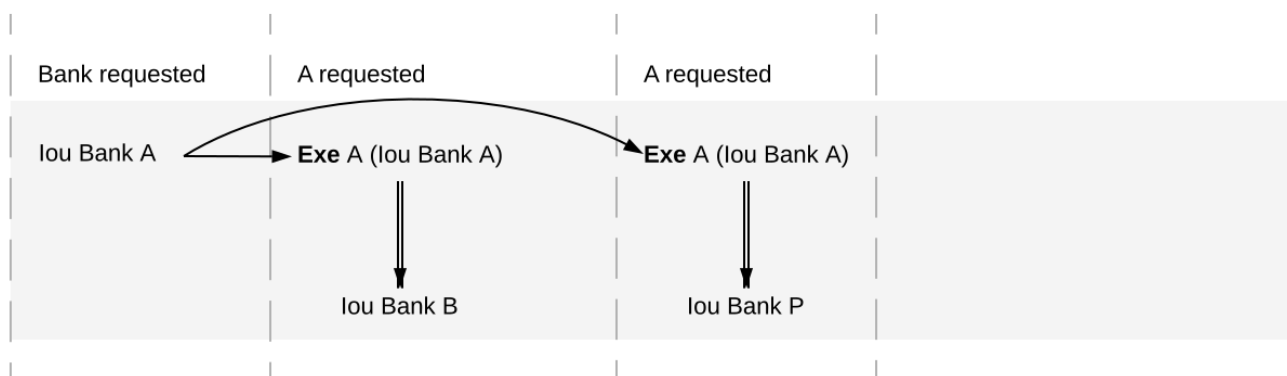 Bank requested
A requested
A requested
Iou Bank A
Exe A (Iou Bank A)
Exe A (Iou Bank A)
Iou Bank B
Iou Bank P